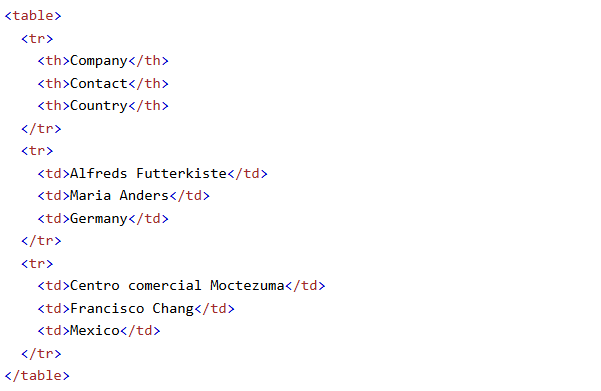 <table>
  <tr>
    <th>Company</th>
    <th>Contact</th>
    <th>Country</th>
  </tr>
  <tr>
    <td>Alfreds Futterkiste</td>
    <td>Maria Anders</td>
    <td>Germany</td>
  </tr>
  <tr>
    <td>Centro comercial Moctezuma</td>
    <td>Francisco Chang</td>
    <td>Mexico</td>
  </tr>
</table>